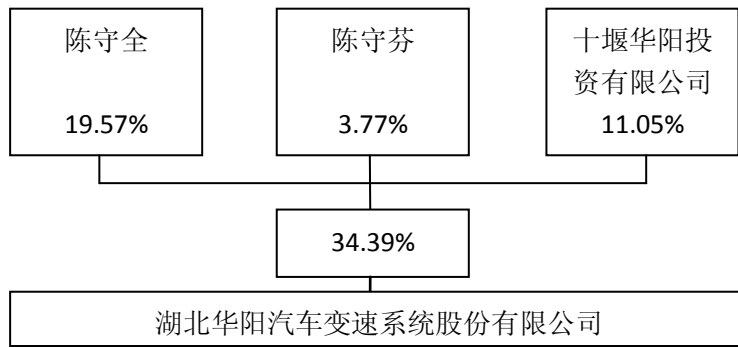 陈守全
19.57%
陈守芬
3.77%
十堰华阳投
资有限公司
11.05%
34.39%
湖北华阳汽车变速系统股份有限公司